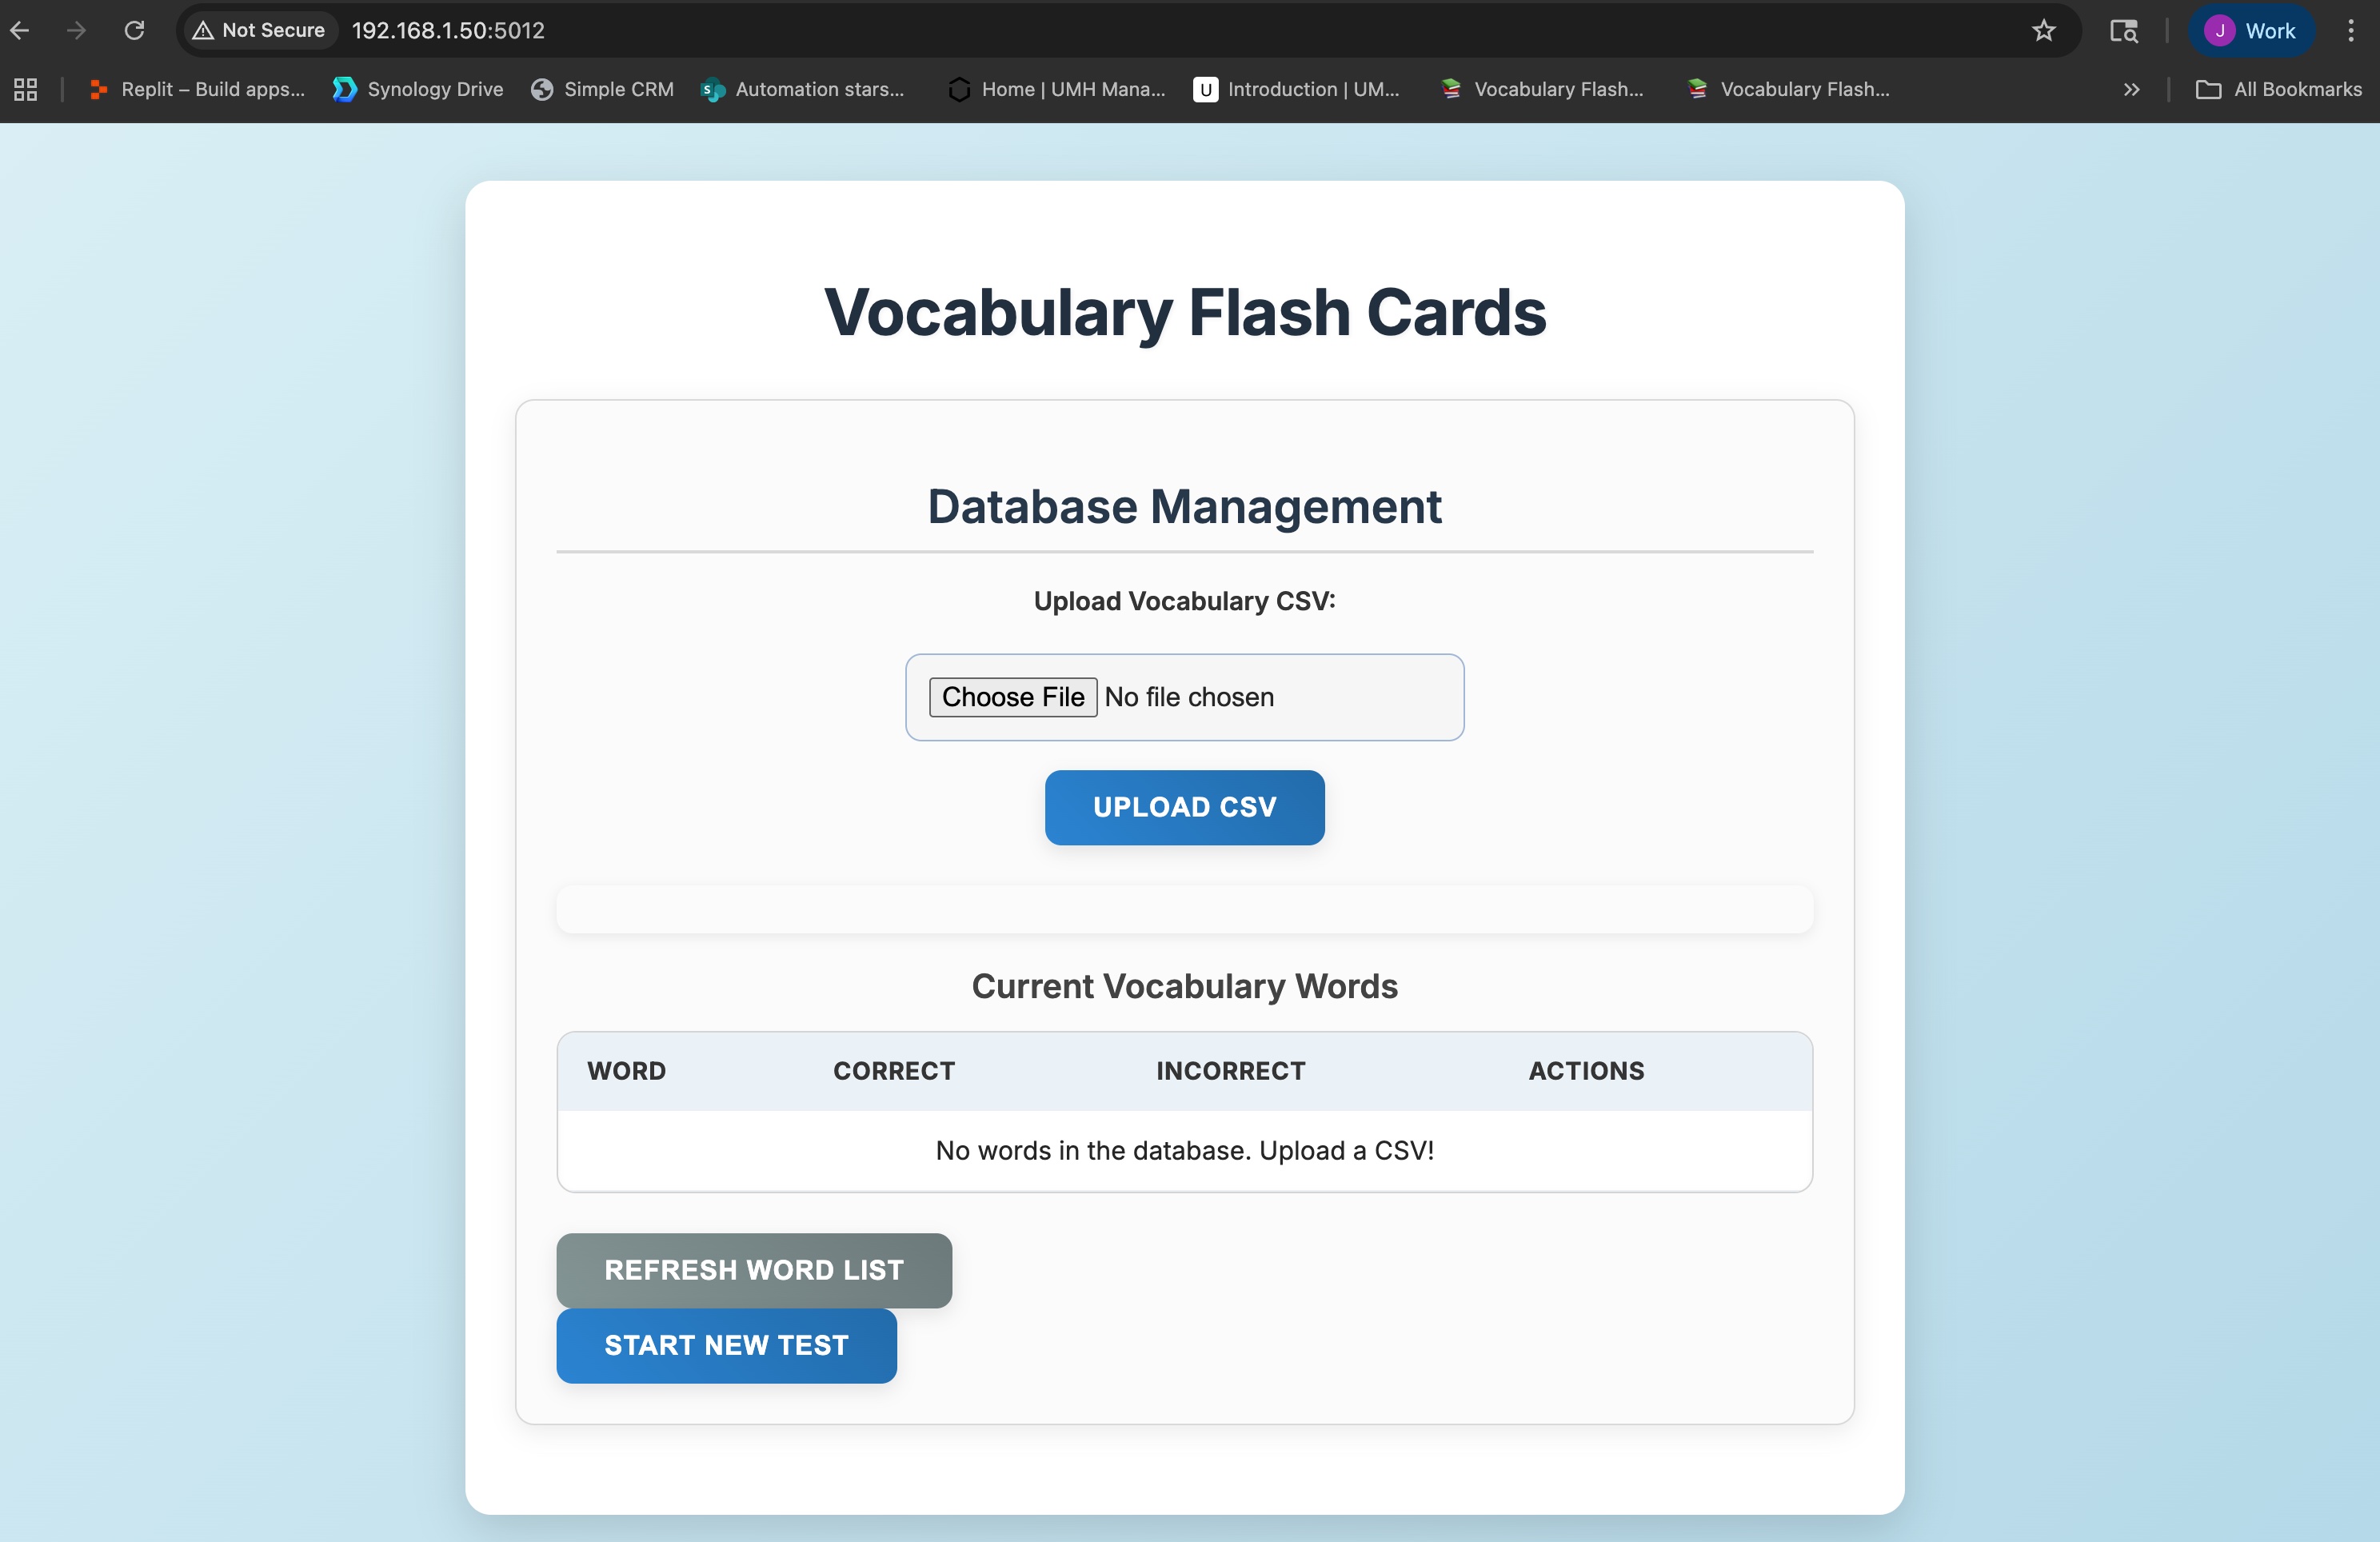 Not Secure 192.168.1.50:5012 J Work
Replit – Build apps... Synology Drive Simple CRM S Automation stars... Home | UMH Mana... U Introduction | UM... Vocabulary Flash... Vocabulary Flash... All Bookmarks
Vocabulary Flash Cards
Database Management
Upload Vocabulary CSV:
Choose File No file chosen
UPLOAD CSV
Current Vocabulary Words
WORD CORRECT INCORRECT ACTIONS
No words in the database. Upload a CSV!
REFRESH WORD LIST
START NEW TEST